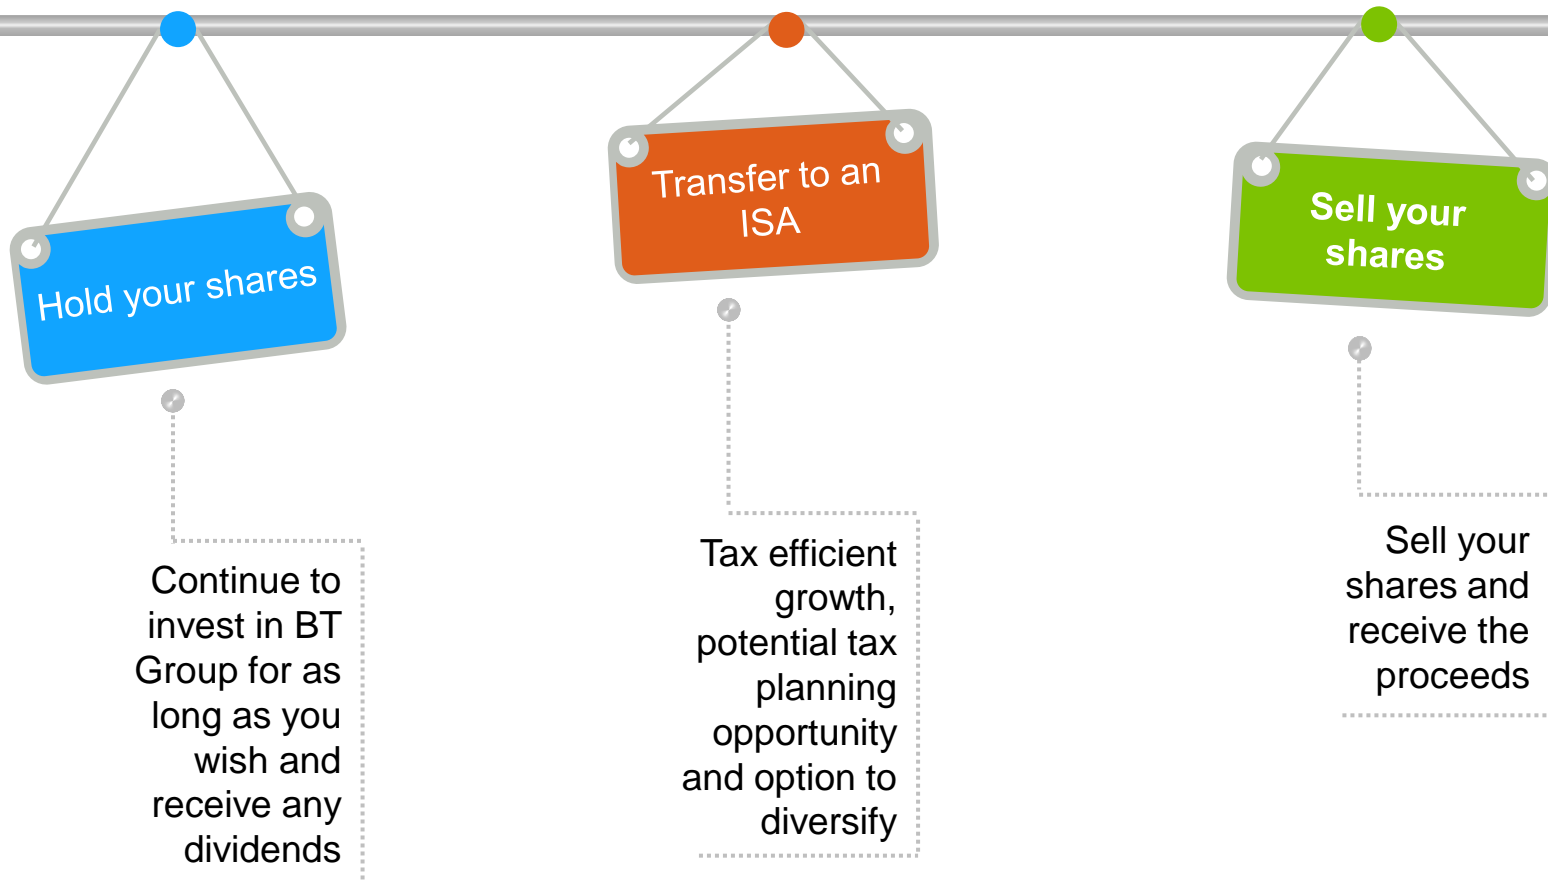 Hold your shares
Continue to
invest in BT
Group for as
long as you
wish and
receive any
dividends
Transfer to an
ISA
Tax efficient
growth,
potential tax
planning
opportunity
and option to
diversify
Sell your
shares
Sell your
shares and
receive the
proceeds